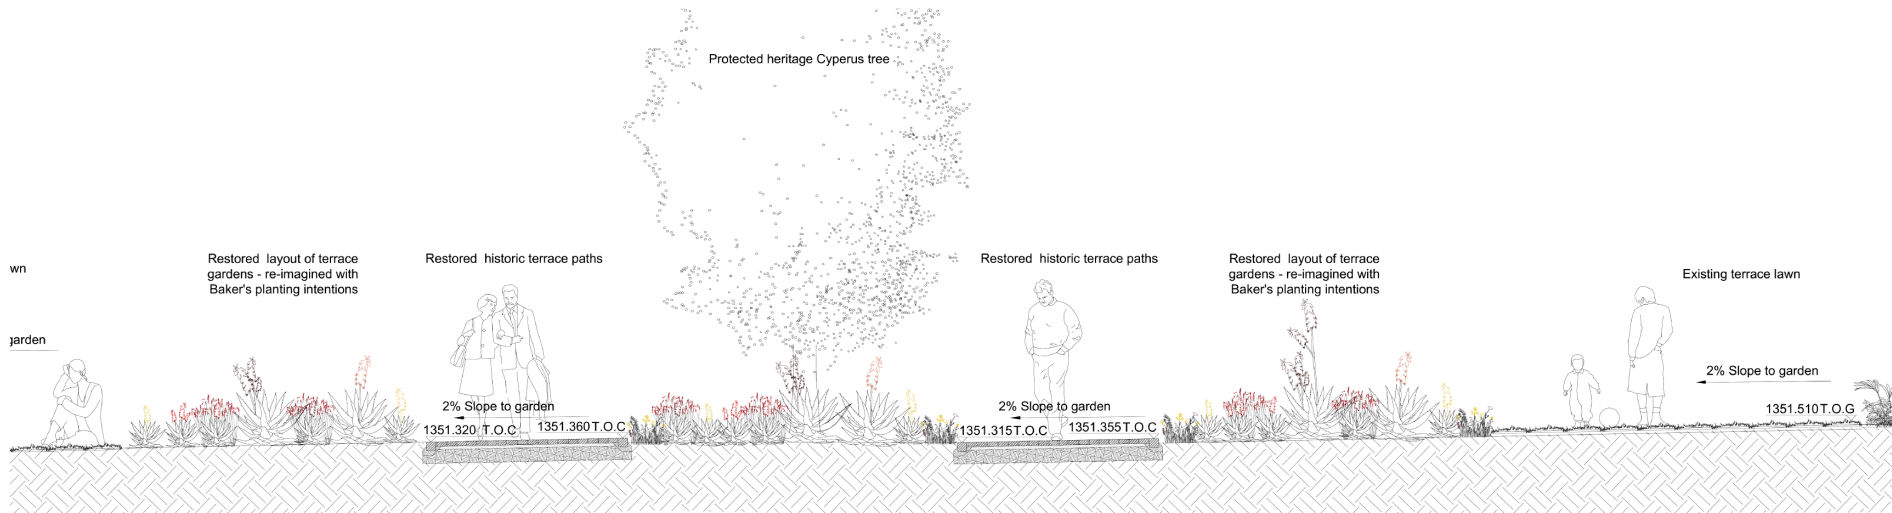 Protected heritage Cyperus tree
wn
Restored layout of terrace
gardens - re-imagined with
Baker's planting intentions
Restored historic terrace paths
Restored historic terrace paths
Restored layout of terrace
gardens - re-imagined with
Baker's planting intentions
Existing terrace lawn
garden
2% Slope to garden
1351.320 T.O.C
1351.360 T.O.C
2% Slope to garden
1351.315 T.O.C
1351.355 T.O.C
2% Slope to garden
1351.510 T.O.G